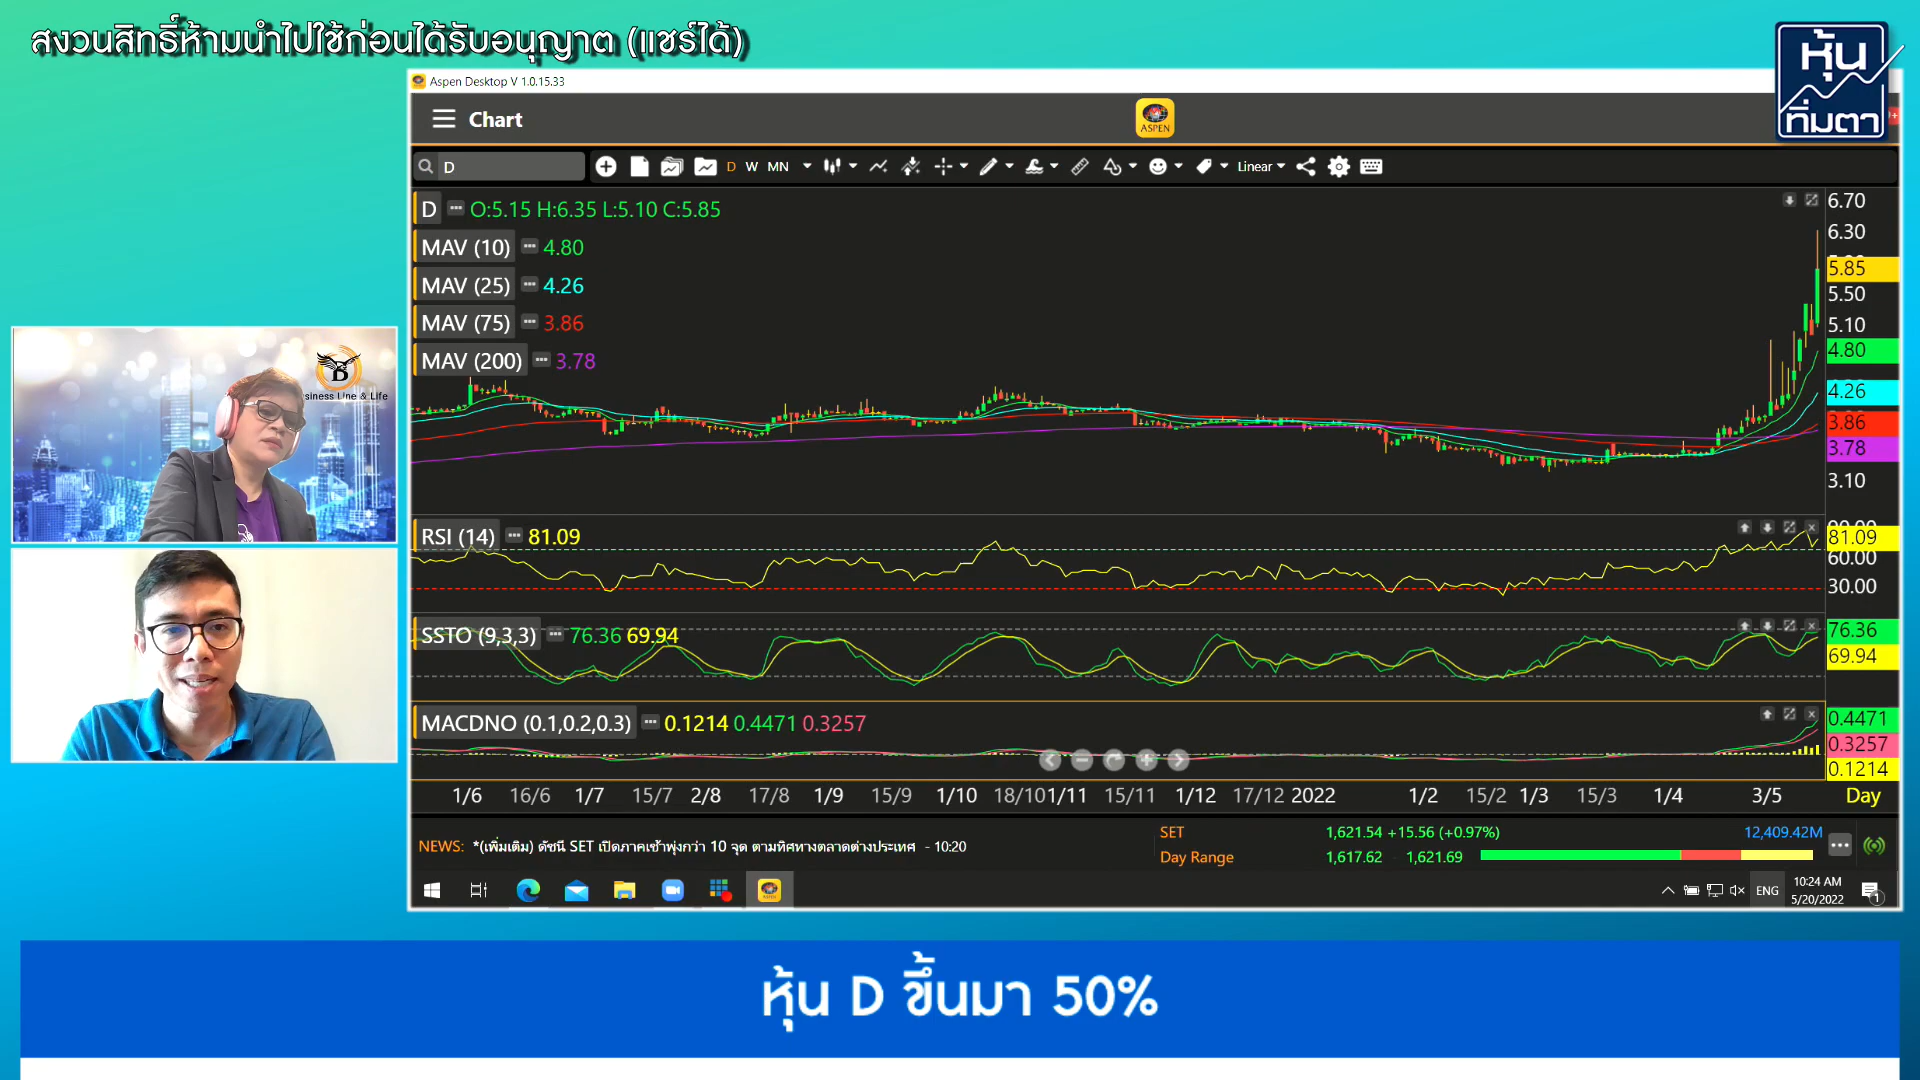 สงวนสิทธิ์ห้ามนำไปใช้ก่อนได้รับอนุญาต (แชร์ได้)
หุ้น
ทิ่มตา
Aspen Desktop V 1.0.15.33
Chart
ASPEN
D
D W MN
Linear
D O:5.15 H:6.35 L:5.10 C:5.85
MAV (10) 4.80
MAV (25) 4.26
MAV (75) 3.86
MAV (200) 3.78
6.70
6.30
5.85
5.50
5.10
4.80
4.26
3.86
3.78
3.10
B
siness Line & Life
RSI (14) 81.09
81.09
60.00
30.00
SSTO (9,3,3) 76.36 69.94
76.36
69.94
MACDNO (0.1,0.2,0.3) 0.1214 0.4471 0.3257
0.4471
0.3257
0.1214
1/6 16/6 1/7 15/7 2/8 17/8 1/9 15/9 1/10 18/10 1/11 15/11 1/12 17/12 2022 1/2 15/2 1/3 15/3 1/4 3/5 Day
NEWS: *(เพิ่มเติม) ดัชนี SET เปิดภาคเช้าพุ่งกว่า 10 จุด ตามทิศทางตลาดต่างประเทศ - 10:20
SET 1,621.54 +15.56 (+0.97%) 12,409.42M
Day Range 1,617.62 - 1,621.69
ENG
10:24 AM
5/20/2022
1
หุ้น D ขึ้นมา 50%